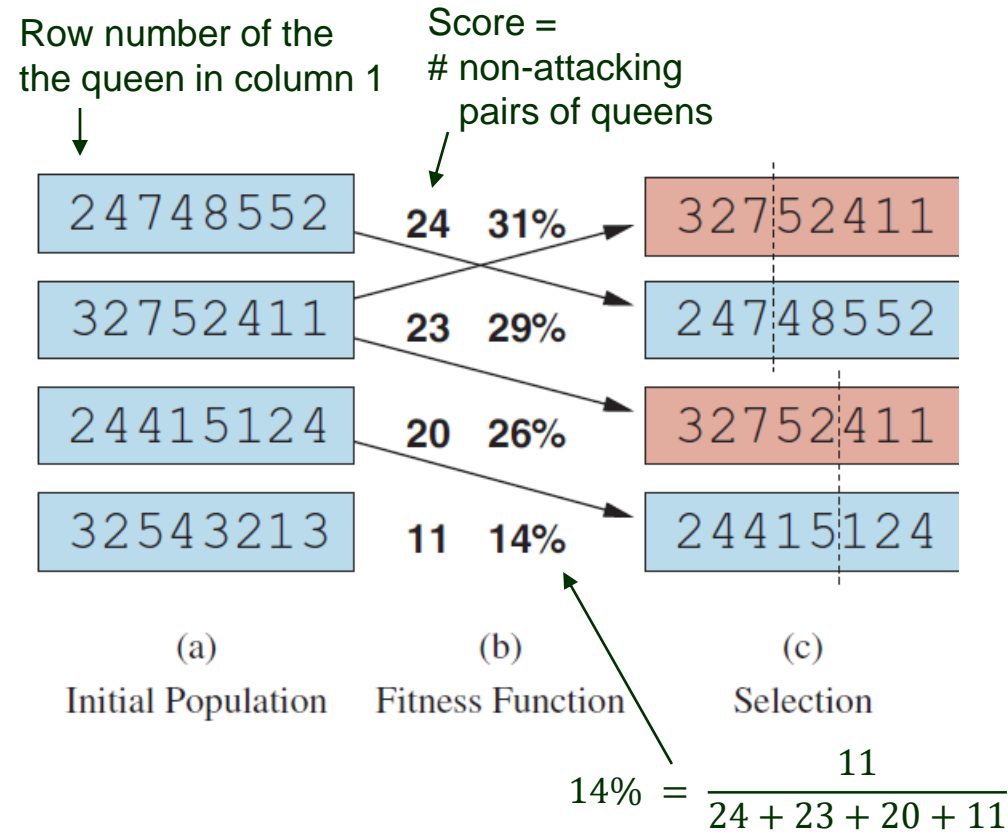 Row number of the
the queen in column 1
Score =
# non-attacking
pairs of queens
24748552
24 31%
32752411
32752411
23 29%
24748552
24415124
20 26%
32752411
32543213
11 14%
24415124
(a)
(b)
(c)
Initial Population
Fitness Function
Selection
14% = 11 / 24 + 23 + 20 + 11